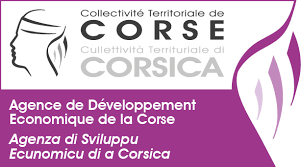 Collectivité Territoriale de
CORSE
Cullettività Territuriale di
CORSICA
Agence de Développement
Economique de la Corse
Agenza di Sviluppu
Ecunomicu di a Corsica